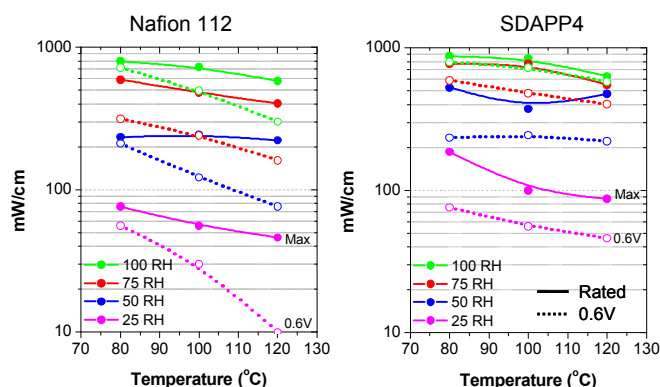 Nafion 112
1000
100
10
mW/cm
Max
0.6V
100 RH
75 RH
50 RH
25 RH
70 80 90 100 110 120 130
Temperature (°C)
SDAPP4
1000
100
10
mW/cm
Max
0.6V
100 RH
75 RH
50 RH
25 RH
Rated
0.6V
70 80 90 100 110 120 130
Temperature (°C)